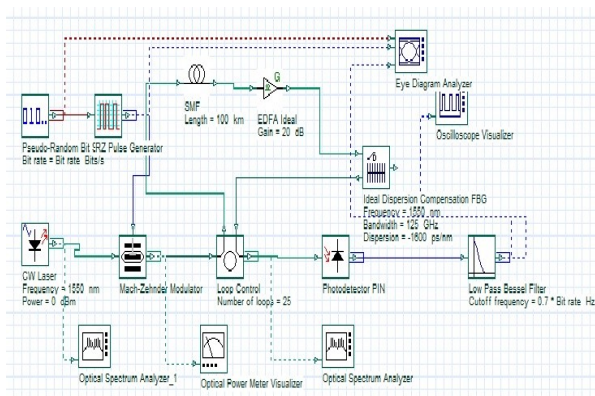 Eye Diagram Analyzer
SMF
Length = 100 km
EDFA Ideal
Gain = 20 dB
G
Oscilloscope Visualizer
010..
Pseudo-Random Bit S
RZ Pulse Generator
Bit rate = Bit rate Bits/s
Ideal Dispersion Compensation FBG
Frequency = 1550 nm
Bandwidth = 125 GHz
Dispersion = -1600 ps/nm
CW Laser
Frequency = 1550 nm
Power = 0 dBm
Mach-Zehnder Modulator
Loop Control
Number of loops = 25
Photodetector PIN
Low Pass Bessel Filter
Cutoff frequency = 0.7 * Bit rate Hz
Optical Spectrum Analyzer_1
Optical Power Meter Visualizer
Optical Spectrum Analyzer